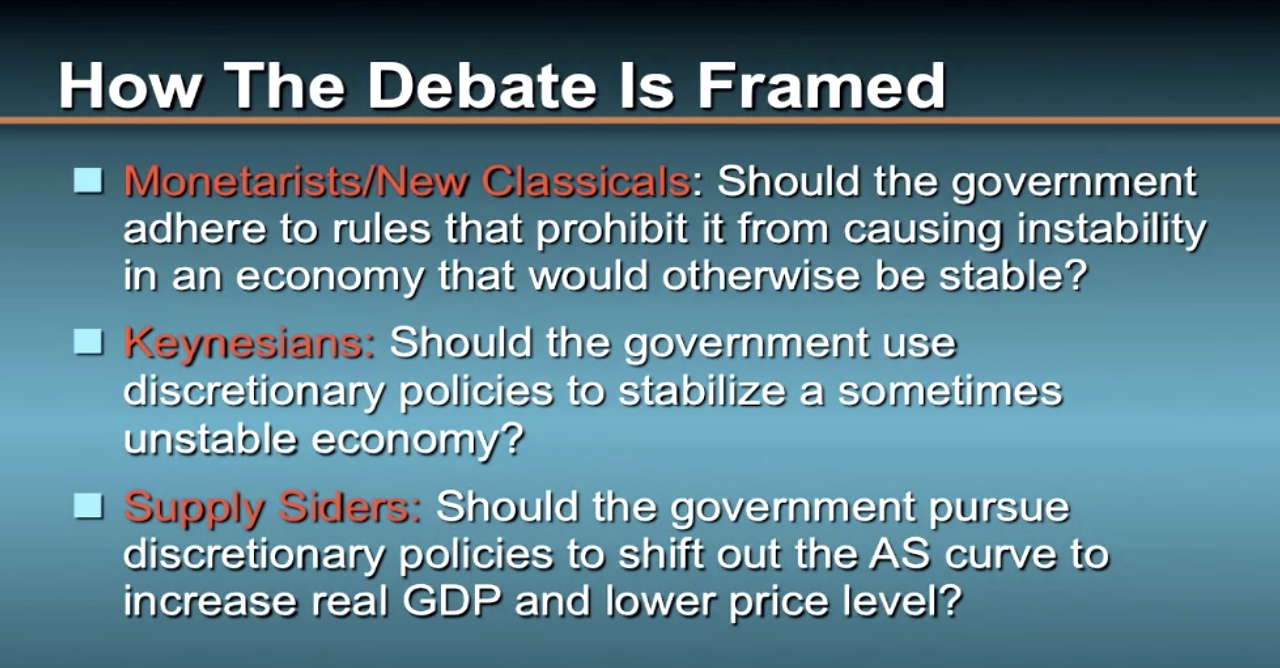 How The Debate Is Framed
Monetarists/New Classicals: Should the government
adhere to rules that prohibit it from causing instability
in an economy that would otherwise be stable?
Keynesians: Should the government use
discretionary policies to stabilize a sometimes
unstable economy?
Supply Siders: Should the government pursue
discretionary policies to shift out the AS curve to
increase real GDP and lower price level?